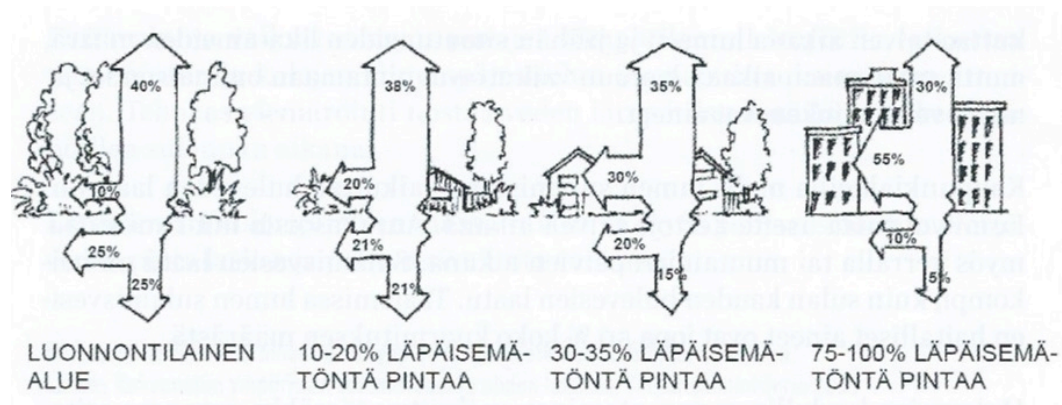 40%
10%
25%
25%
LUONNONTILAINEN
ALUE
38%
20%
21%
21%
10-20% LÄPÄISEMÄ-
TÖNTÄ PINTAA
35%
30%
20%
15%
30-35% LÄPÄISEMÄ-
TÖNTÄ PINTAA
30%
55%
10%
5%
75-100% LÄPÄISEMÄ-
TÖNTÄ PINTAA